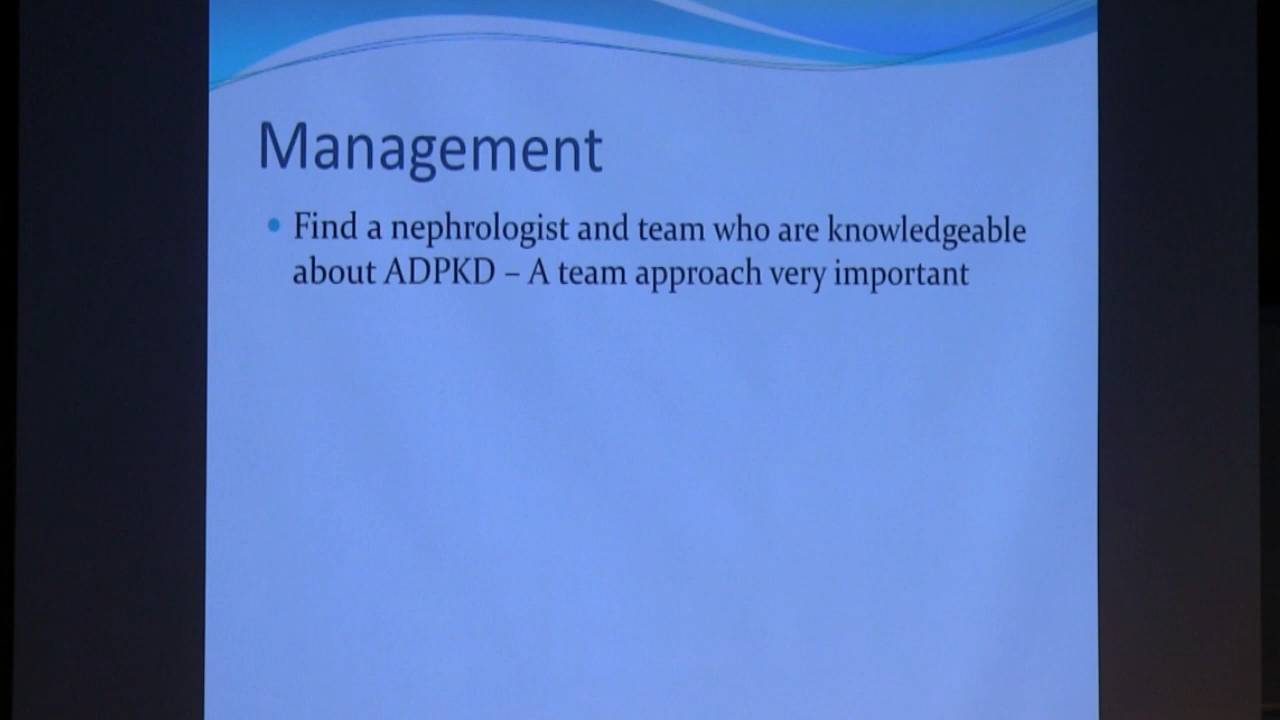 Management
• Find a nephrologist and team who are knowledgeable
about ADPKD – A team approach very important